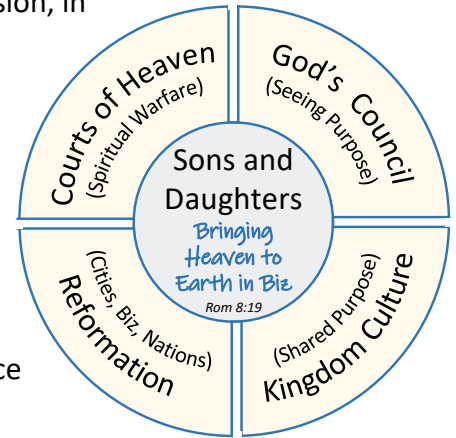 sion, in
Courts of Heaven
(Spiritual Warfare)
God's Council
(Seeing Purpose)
Sons and
Daughters
Bringing
Heaven to
Earth in Biz
Rom 8:19
(Cities, Biz, Nations)
Reformation
(Shared Purpose)
Kingdom Culture
ce